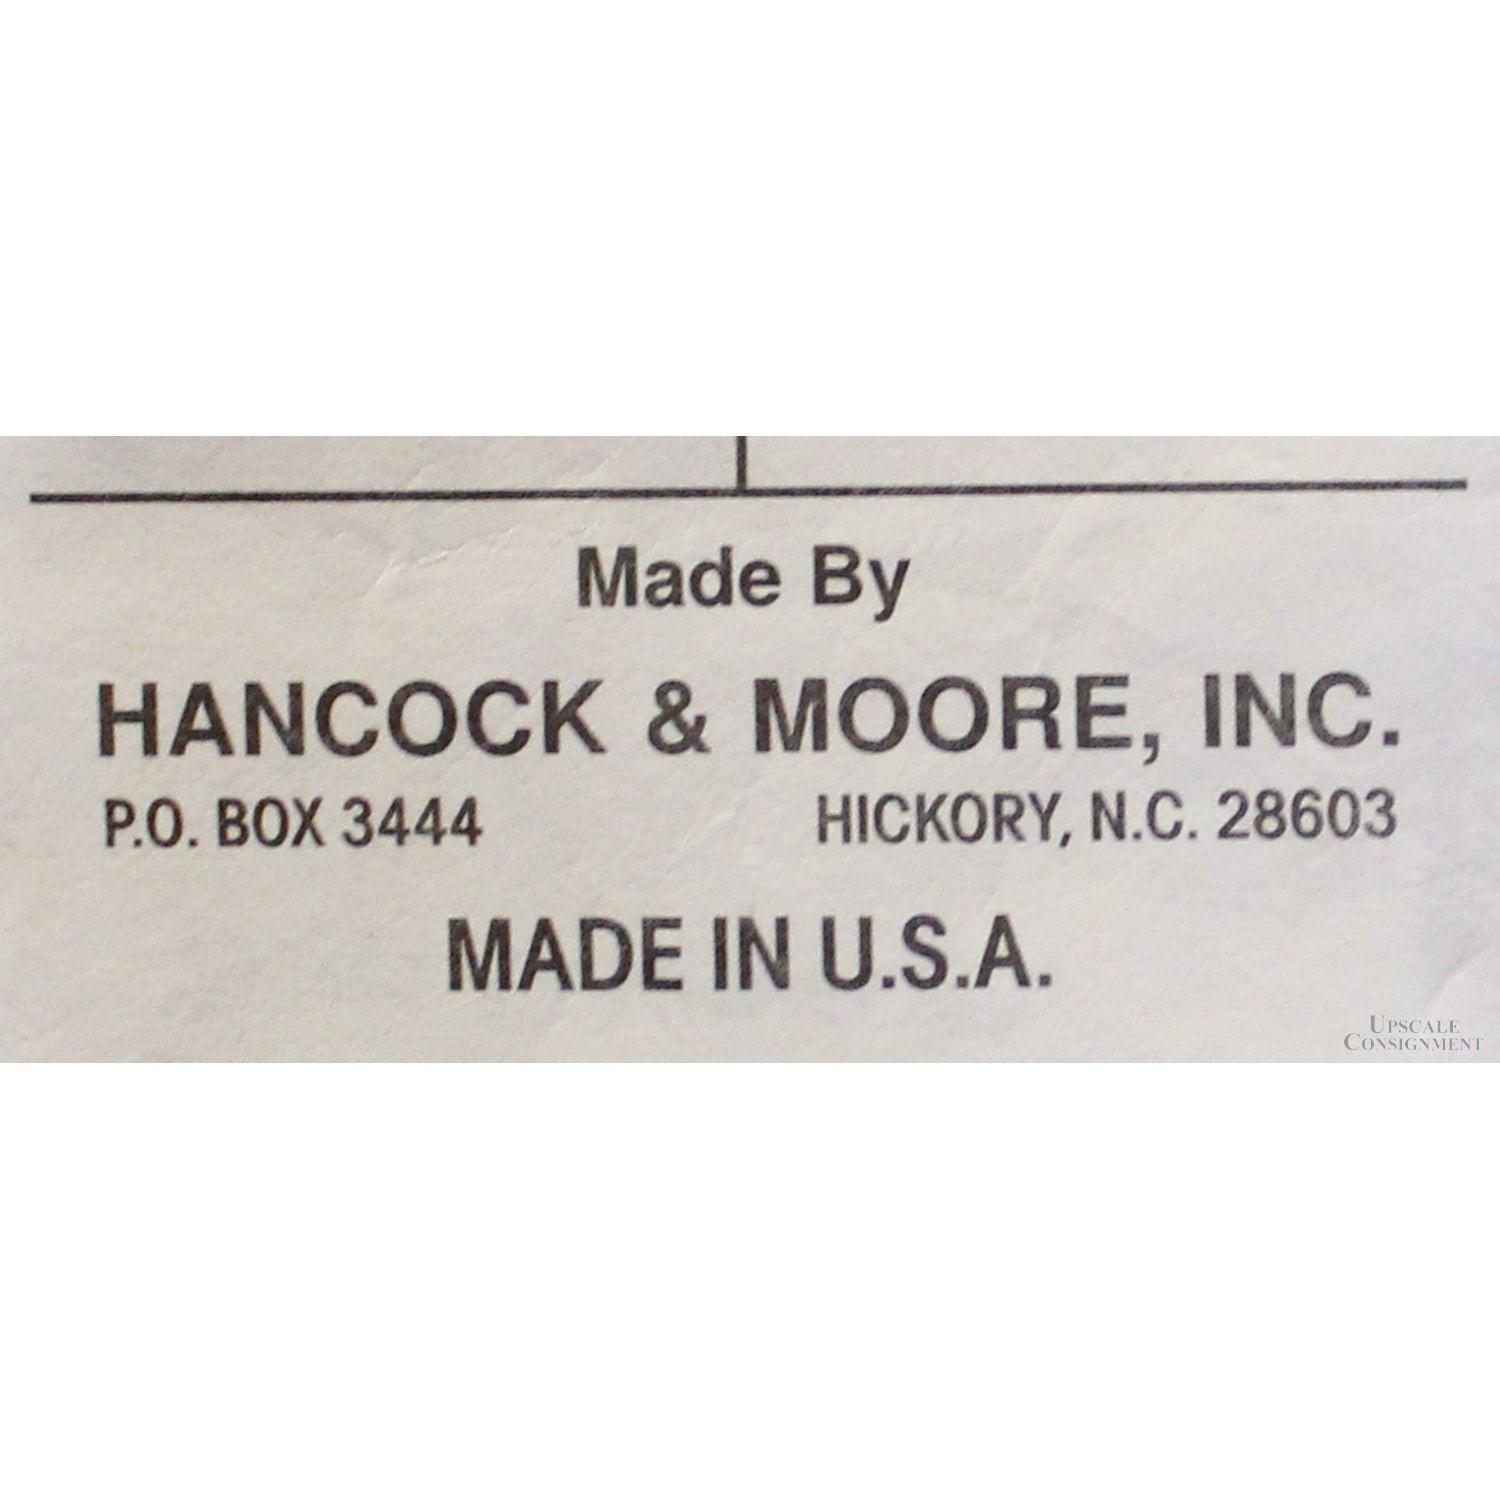 Made By
HANCOCK & MOORE, INC.
P.O. BOX 3444 HICKORY, N.C. 28603
MADE IN U.S.A.
UPSCALE
CONSIGNMENT